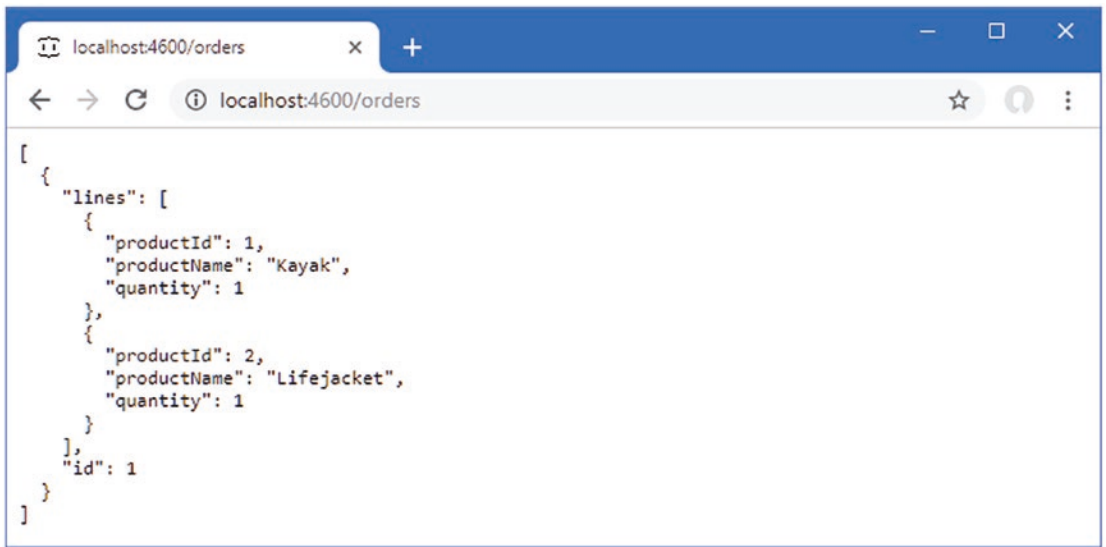 localhost:4600/orders
localhost:4600/orders
[
  {
    "lines": [
      {
        "productId": 1,
        "productName": "Kayak",
        "quantity": 1
      },
      {
        "productId": 2,
        "productName": "Lifejacket",
        "quantity": 1
      }
    ],
    "id": 1
  }
]